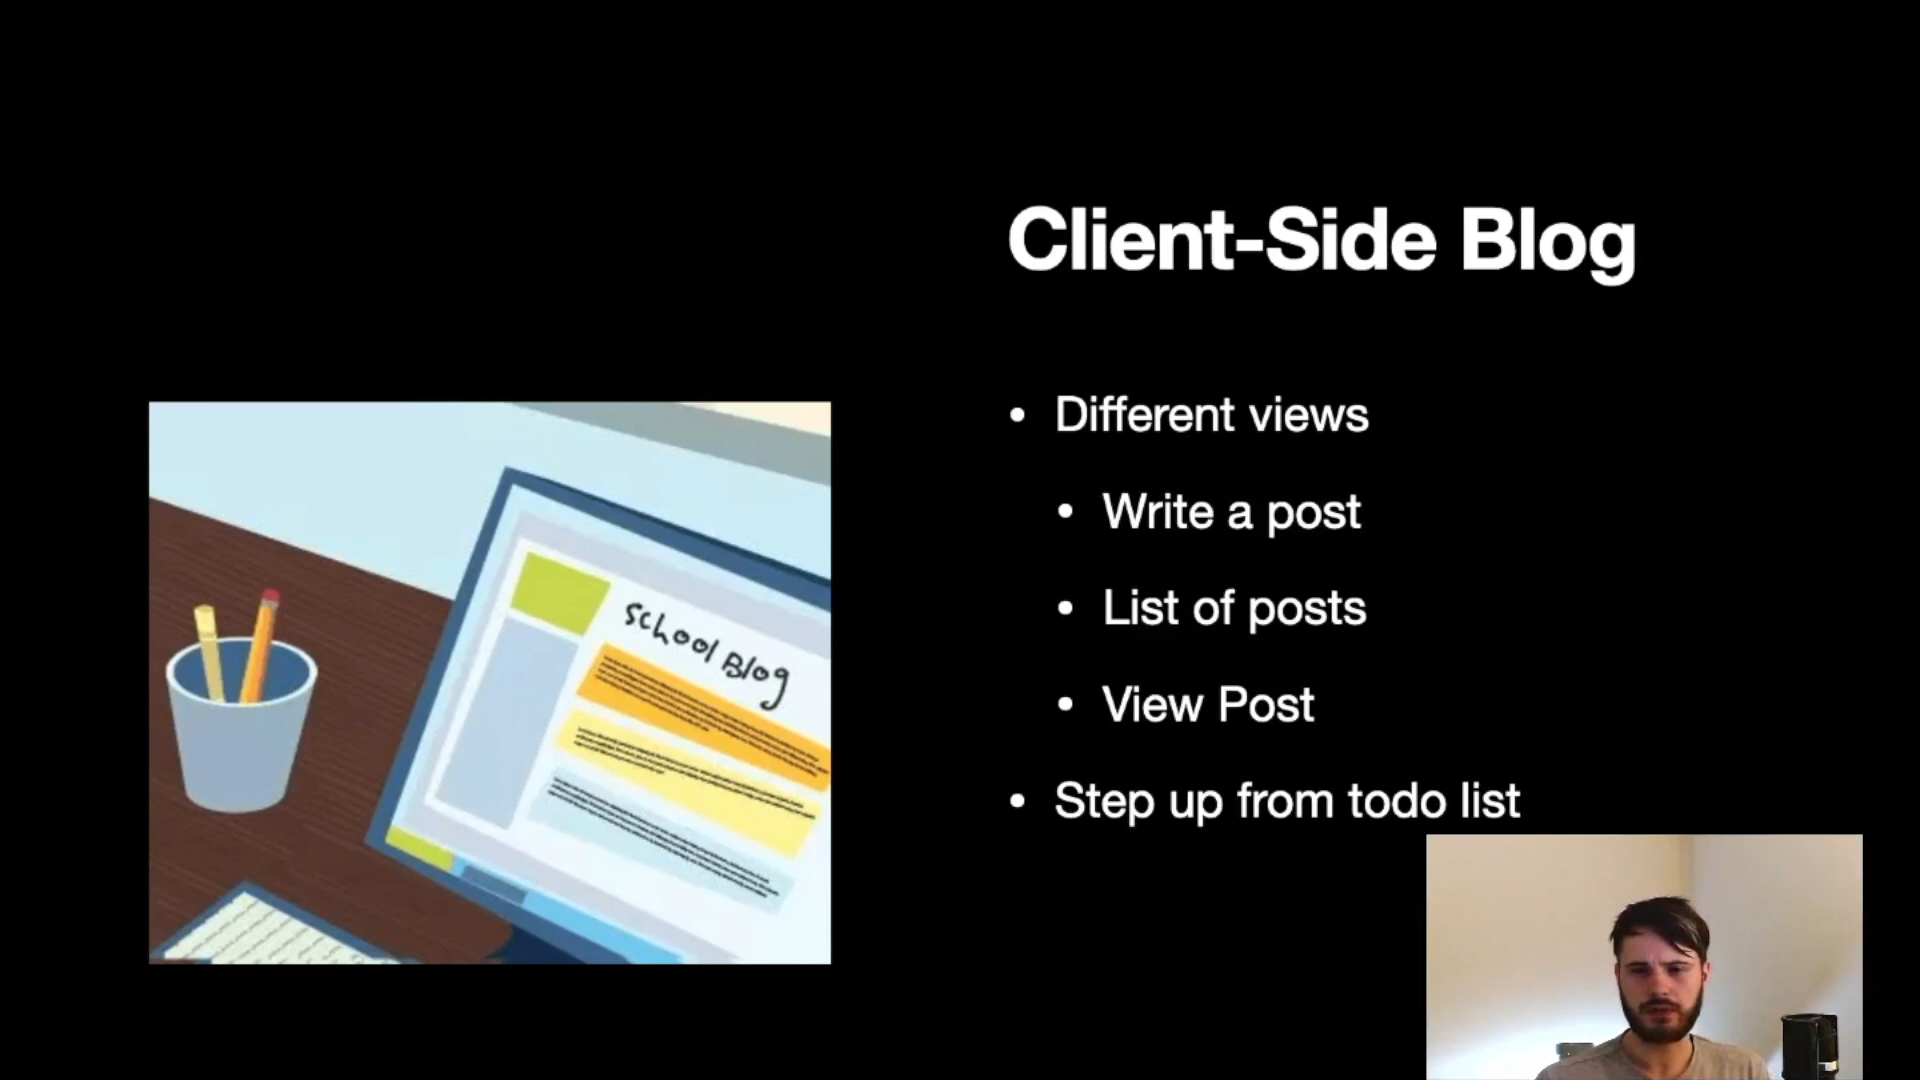 Client-Side Blog
• Different views
• Write a post
• List of posts
• View Post
• Step up from todo list
School Blog